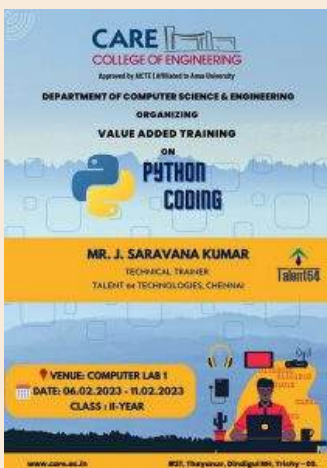 CARE
COLLEGE OF ENGINEERING
Approved by AICTE | Affiliated to Anna University
DEPARTMENT OF COMPUTER SCIENCE & ENGINEERING
ORGANIZING
VALUE ADDED TRAINING
ON
PYTHON
CODING
MR. J. SARAVANA KUMAR
TECHNICAL TRAINER
TALENT 64 TECHNOLOGIES, CHENNAI
Talent64
VENUE: COMPUTER LAB 1
DATE: 06.02.2023 - 11.02.2023
CLASS : II-YEAR
www.care.ac.in
#27, Thayanur, Dindigul NH, Trichy - 09.